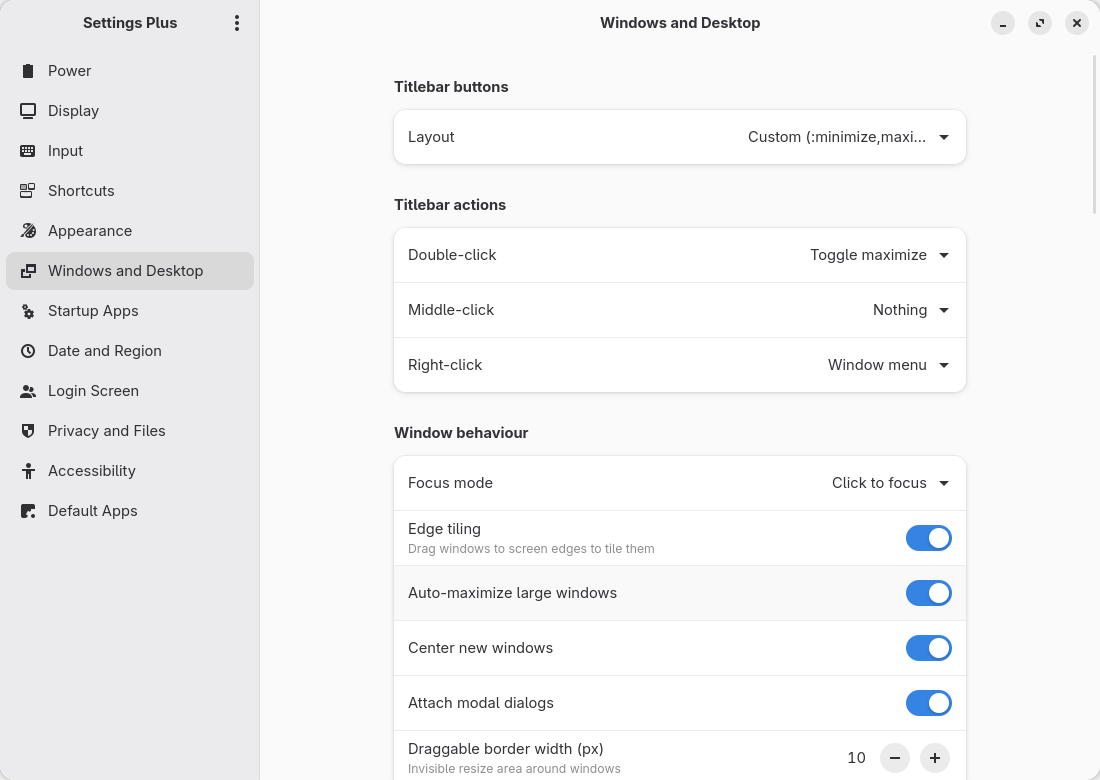 Settings Plus
Power
Display
Input
Shortcuts
Appearance
Windows and Desktop
Startup Apps
Date and Region
Login Screen
Privacy and Files
Accessibility
Default Apps
Windows and Desktop
Titlebar buttons
Layout Custom (:minimize,maxi...
Titlebar actions
Double-click Toggle maximize
Middle-click Nothing
Right-click Window menu
Window behaviour
Focus mode Click to focus
Edge tiling
Drag windows to screen edges to tile them
Auto-maximize large windows
Center new windows
Attach modal dialogs
Draggable border width (px) 10
Invisible resize area around windows